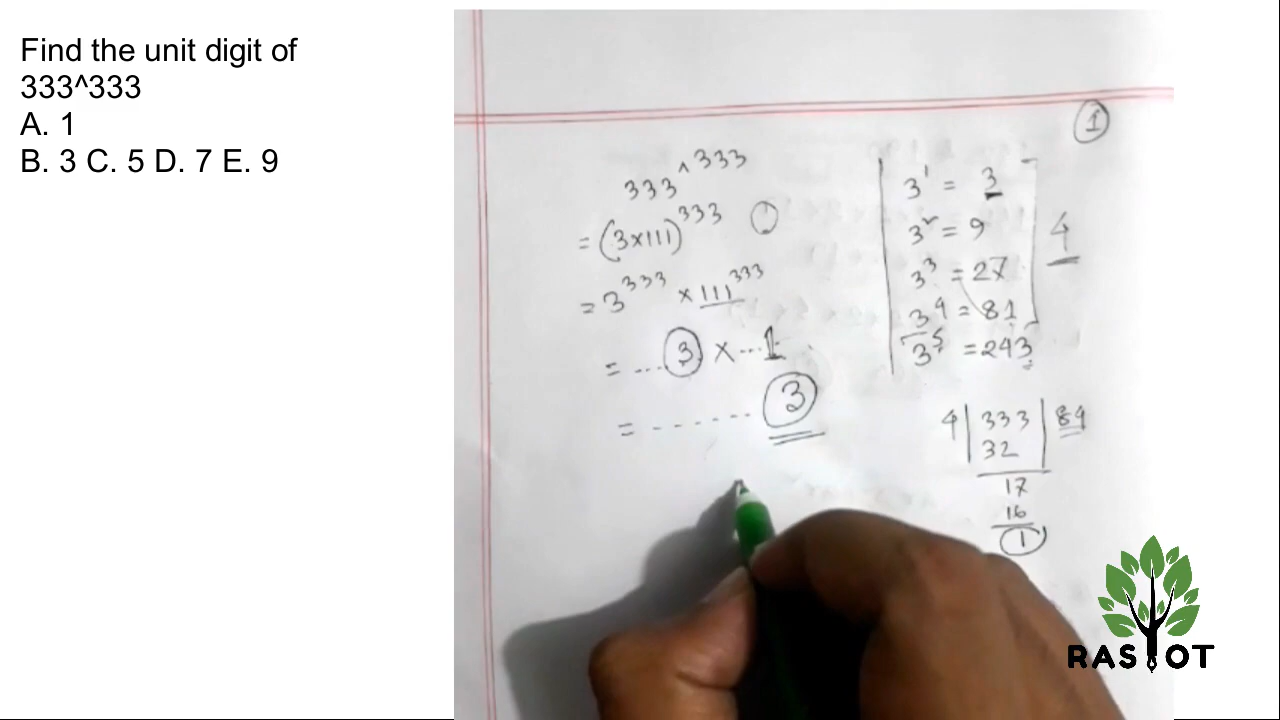 Find the unit digit of
333^333
A. 1
B. 3 C. 5 D. 7 E. 9
1
333^333
= (3×111)^333
= 3^333 × 111^333
= ...3 × ...1
= ....... 3
3^1 = 3
3^2 = 9
3^3 = 27
3^4 = 81
3^5 = 243
4
4 | 333 | 84
32
17
16
1
RASIOT